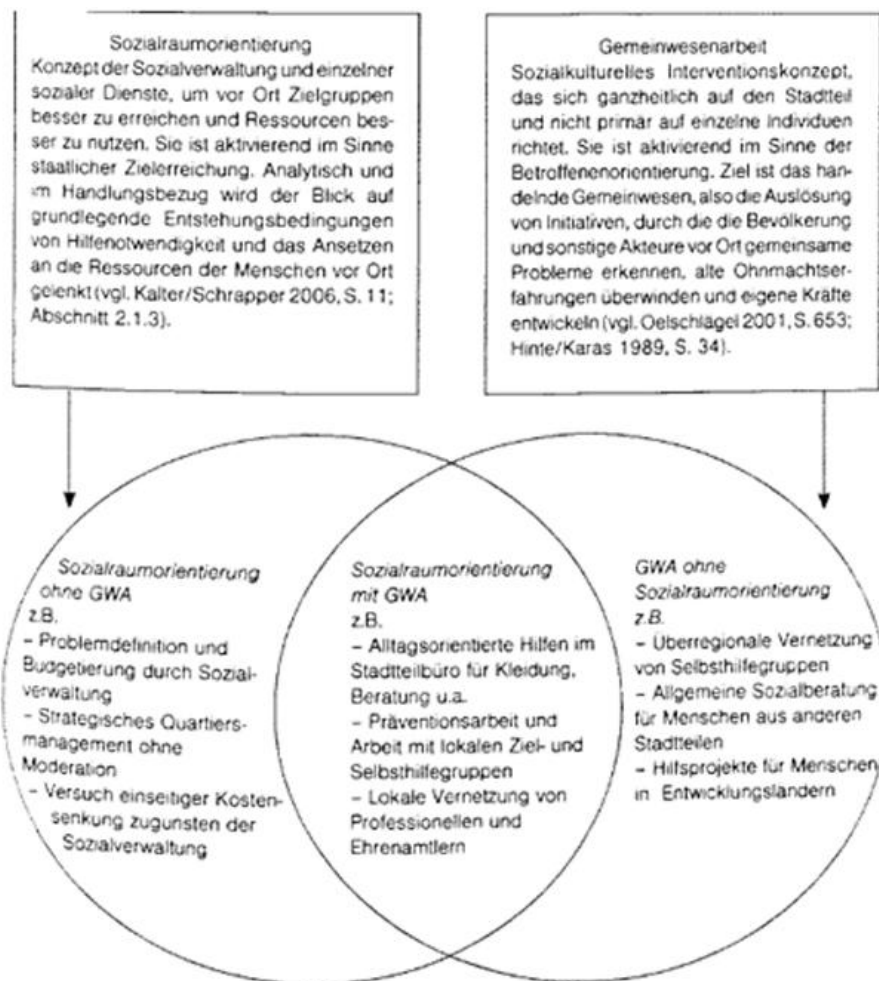 Sozialraumorientierung
Konzept der Sozialverwaltung und einzelner
sozialer Dienste, um vor Ort Zielgruppen
besser zu erreichen und Ressourcen bes-
ser zu nutzen. Sie ist aktivierend im Sinne
staatlicher Zielerreichung. Analytisch und
im Handlungsbezug wird der Blick auf
grundlegende Entstehungsbedingungen
von Hilfenotwendigkeit und das Ansetzen
an die Ressourcen der Menschen vor Ort
gelenkt (vgl. Kalter/Schrapper 2006, S. 11;
Abschnitt 2.1.3).
Gemeinwesenarbeit
Sozialkulturelles Interventionskonzept,
das sich ganzheitlich auf den Stadtteil
und nicht primär auf einzelne Individuen
richtet. Sie ist aktivierend im Sinne der
Betroffenenorientierung. Ziel ist das han-
delnde Gemeinwesen, also die Auslösung
von Initiativen, durch die die Bevölkerung
und sonstige Akteure vor Ort gemeinsame
Probleme erkennen, alte Ohnmachtser-
fahrungen überwinden und eigene Kräfte
entwickeln (vgl. Oelschlägel 2001, S. 653;
Hinte/Karas 1989, S. 34).
Sozialraumorientierung
ohne GWA
z.B.
– Problemdefinition und
Budgetierung durch Sozial-
verwaltung
– Strategisches Quartiers-
management ohne
Moderation
– Versuch einseitiger Kosten-
senkung zugunsten der
Sozialverwaltung
Sozialraumorientierung
mit GWA
z.B.
– Alltagsorientierte Hilfen im
Stadtteilbüro für Kleidung,
Beratung u.a.
– Präventionsarbeit und
Arbeit mit lokalen Ziel- und
Selbsthilfegruppen
– Lokale Vernetzung von
Professionellen und
Ehrenamtlern
GWA ohne
Sozialraumorientierung
z.B.
– Überregionale Vernetzung
von Selbsthilfegruppen
– Allgemeine Sozialberatung
für Menschen aus anderen
Stadtteilen
– Hilfsprojekte für Menschen
in Entwicklungsländern